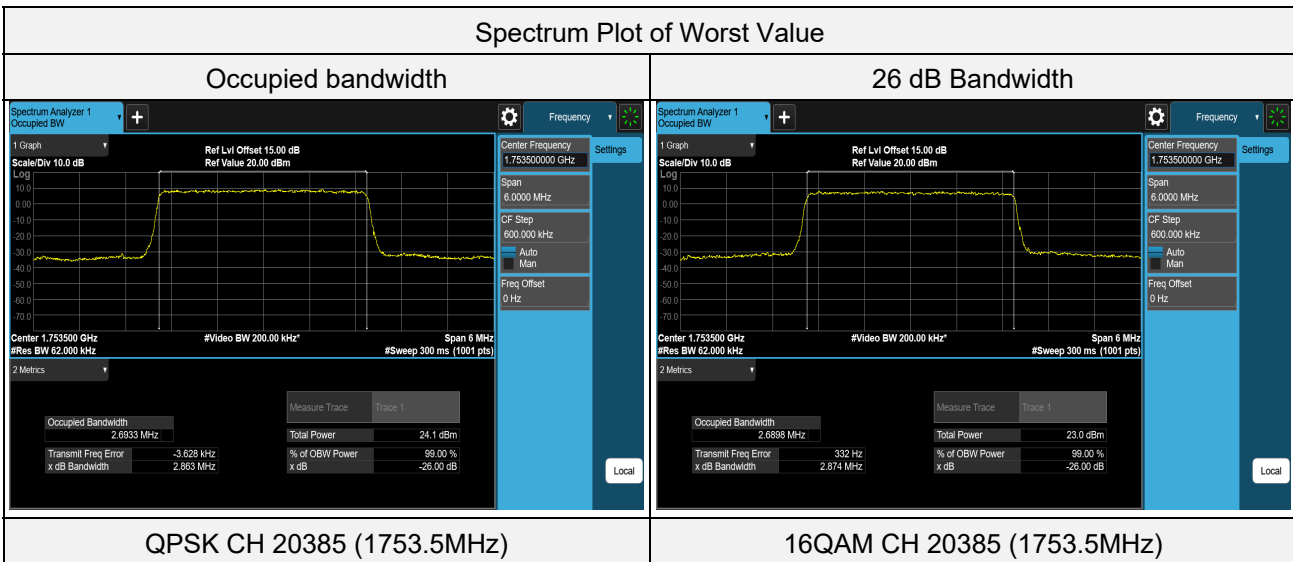 Spectrum Plot of Worst Value
Occupied bandwidth
26 dB Bandwidth
Spectrum Analyzer 1
Occupied BW
+
Frequency
1 Graph
Ref Lvl Offset 15.00 dB
Scale/Div 10.0 dB
Ref Value 20.00 dBm
Log
10.0
0.00
-10.0
-20.0
-30.0
-40.0
-50.0
-60.0
-70.0
Center 1.753500 GHz
#Video BW 200.00 kHz*
Span 6 MHz
#Res BW 62.000 kHz
#Sweep 300 ms (1001 pts)
Center Frequency
1.753500000 GHz
Settings
Span
6.0000 MHz
CF Step
600.000 kHz
Auto
Man
Freq Offset
0 Hz
Local
2 Metrics
Measure Trace Trace 1
Occupied Bandwidth
2.6933 MHz
Total Power 24.1 dBm
Transmit Freq Error -3.628 kHz
% of OBW Power 99.00 %
x dB Bandwidth 2.863 MHz
x dB -26.00 dB
Spectrum Analyzer 1
Occupied BW
+
Frequency
1 Graph
Ref Lvl Offset 15.00 dB
Scale/Div 10.0 dB
Ref Value 20.00 dBm
Log
10.0
0.00
-10.0
-20.0
-30.0
-40.0
-50.0
-60.0
-70.0
Center 1.753500 GHz
#Video BW 200.00 kHz*
Span 6 MHz
#Res BW 62.000 kHz
#Sweep 300 ms (1001 pts)
Center Frequency
1.753500000 GHz
Settings
Span
6.0000 MHz
CF Step
600.000 kHz
Auto
Man
Freq Offset
0 Hz
Local
2 Metrics
Measure Trace Trace 1
Occupied Bandwidth
2.6898 MHz
Total Power 23.0 dBm
Transmit Freq Error 332 Hz
% of OBW Power 99.00 %
x dB Bandwidth 2.874 MHz
x dB -26.00 dB
QPSK CH 20385 (1753.5MHz)
16QAM CH 20385 (1753.5MHz)